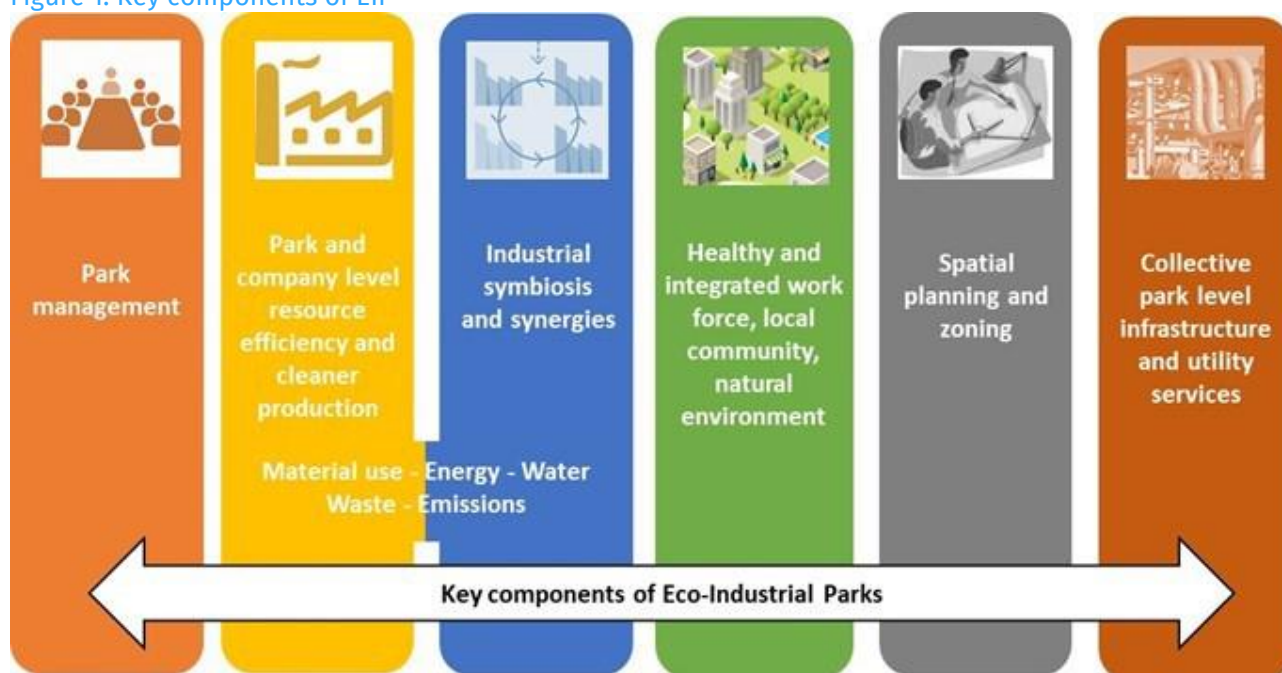 Park
management
Park and
company level
resource
efficiency and
cleaner
production
Industrial
symbiosis
and synergies
Material use - Energy - Water
Waste - Emissions
Healthy and
integrated work
force, local
community,
natural
environment
Spatial
planning and
zoning
Collective
park level
infrastructure
and utility
services
Key components of Eco-Industrial Parks